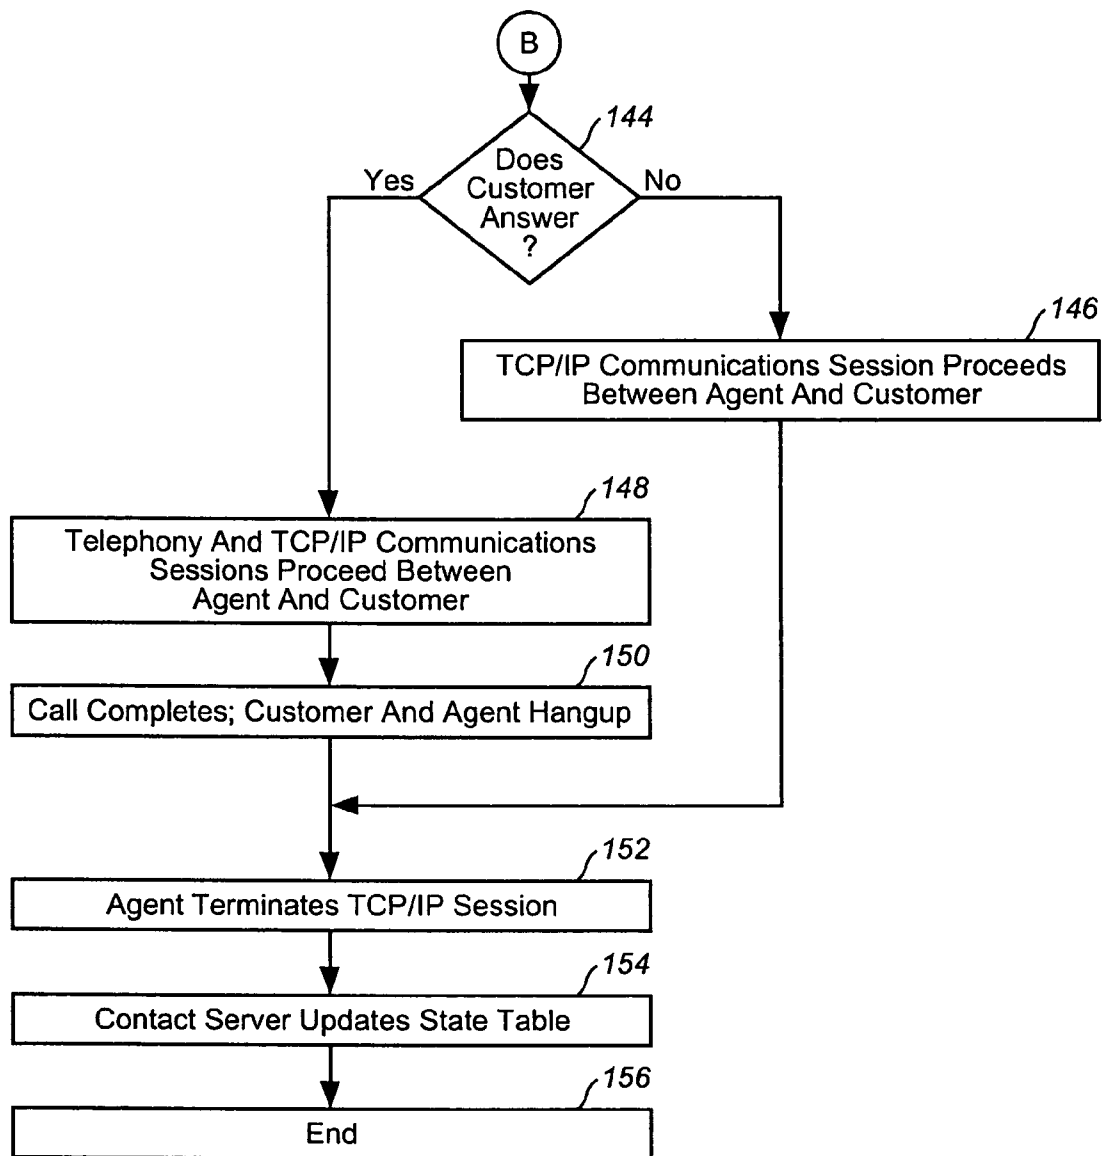 B
144
Does
Customer
Answer
?
Yes
No
146
TCP/IP Communications Session Proceeds
Between Agent And Customer
148
Telephony And TCP/IP Communications
Sessions Proceed Between
Agent And Customer
150
Call Completes; Customer And Agent Hangup
152
Agent Terminates TCP/IP Session
154
Contact Server Updates State Table
156
End